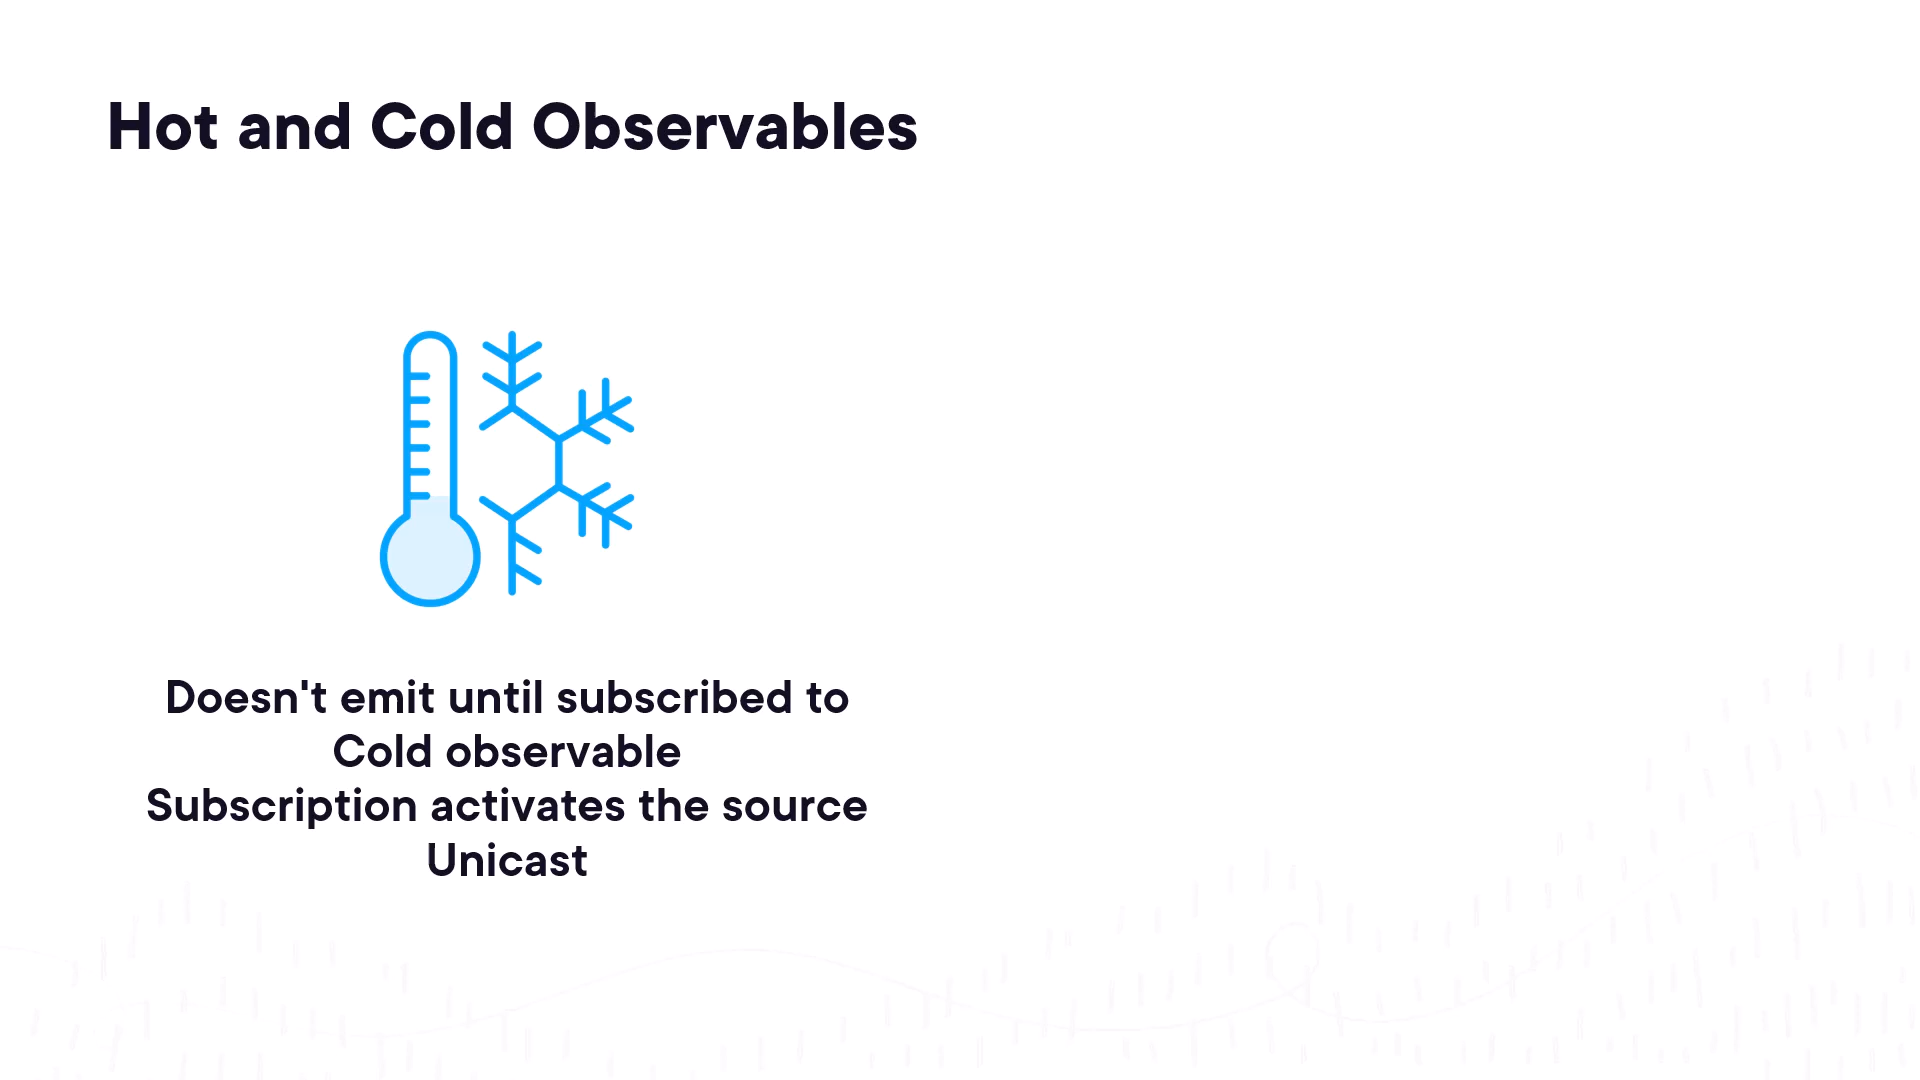 Hot and Cold Observables
Doesn't emit until subscribed to
Cold observable
Subscription activates the source
Unicast